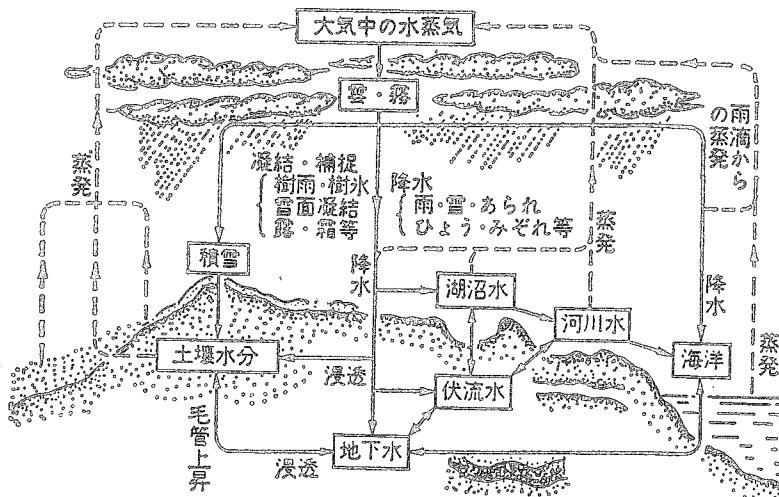 大気中の水蒸気
雲・霧
雨滴から
の蒸発
蒸発
凝結・捕捉
樹雨・樹氷
雪面凝結
露・霜等
降水
雨・雪・あられ
ひょう・みぞれ等
蒸発
積雪
降水
湖沼水
降水
河川水
蒸発
土壌水分
浸透
海洋
伏流水
毛管上昇
浸透
地下水